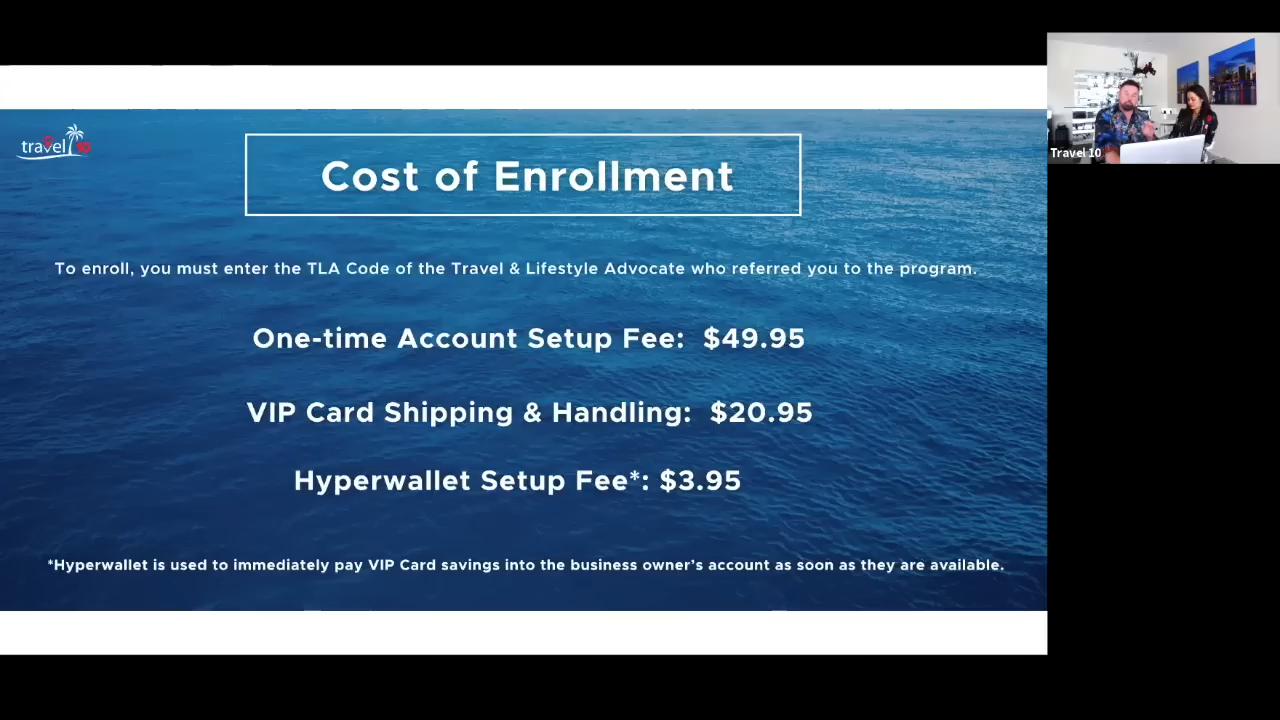 travel 10
Cost of Enrollment
To enroll, you must enter the TLA Code of the Travel & Lifestyle Advocate who referred you to the program.
One-time Account Setup Fee: $49.95
VIP Card Shipping & Handling: $20.95
Hyperwallet Setup Fee*: $3.95
*Hyperwallet is used to immediately pay VIP Card savings into the business owner's account as soon as they are available.
Travel 10